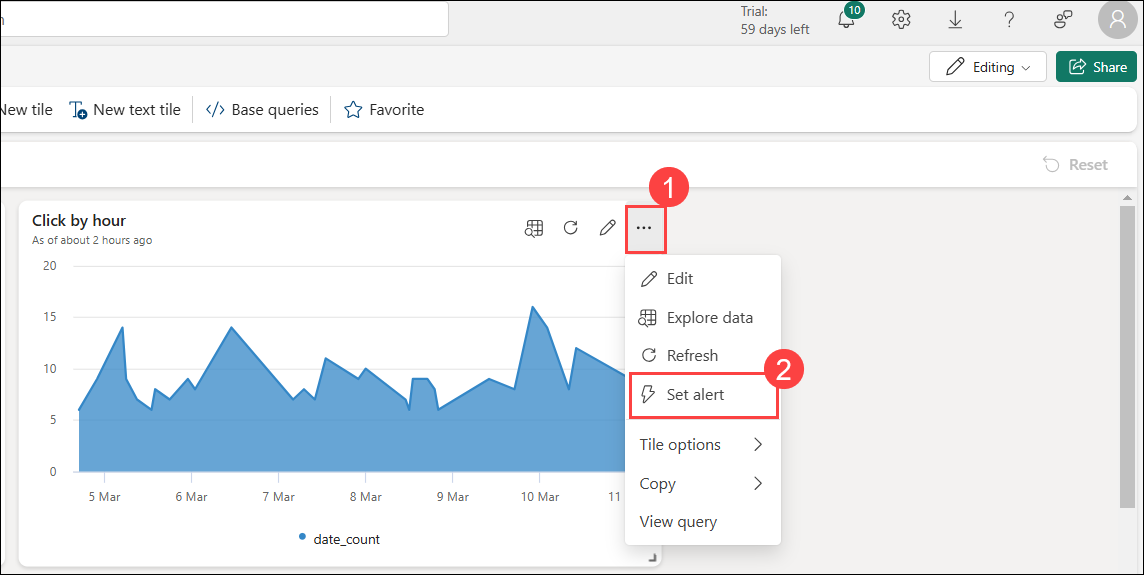 Trial:
10
59 days left
Editing
Share
New tile
New text tile
Base queries
Favorite
Reset
1
Click by hour
As of about 2 hours ago
20
15
10
5
0
5 Mar
6 Mar
7 Mar
8 Mar
9 Mar
10 Mar
11
date_count
Edit
Explore data
Refresh
2
Set alert
Tile options
Copy
View query